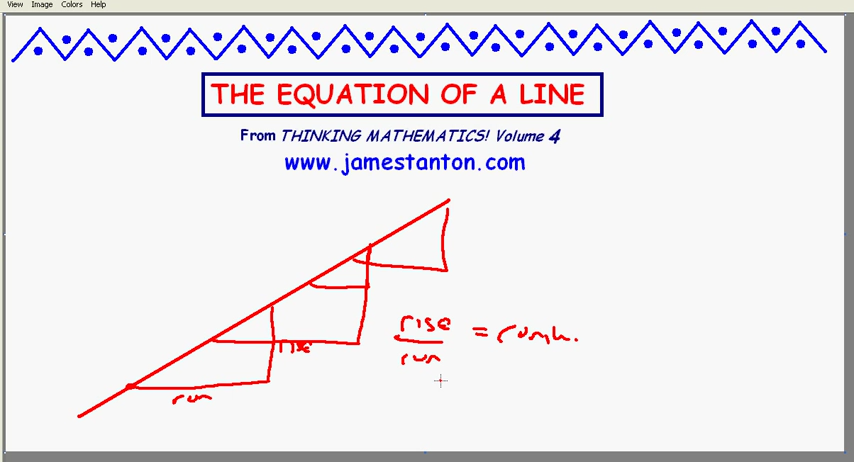 View Image Colors Help
THE EQUATION OF A LINE
From THINKING MATHEMATICS! Volume 4
www.jamestanton.com
rise
run
rise
run
=